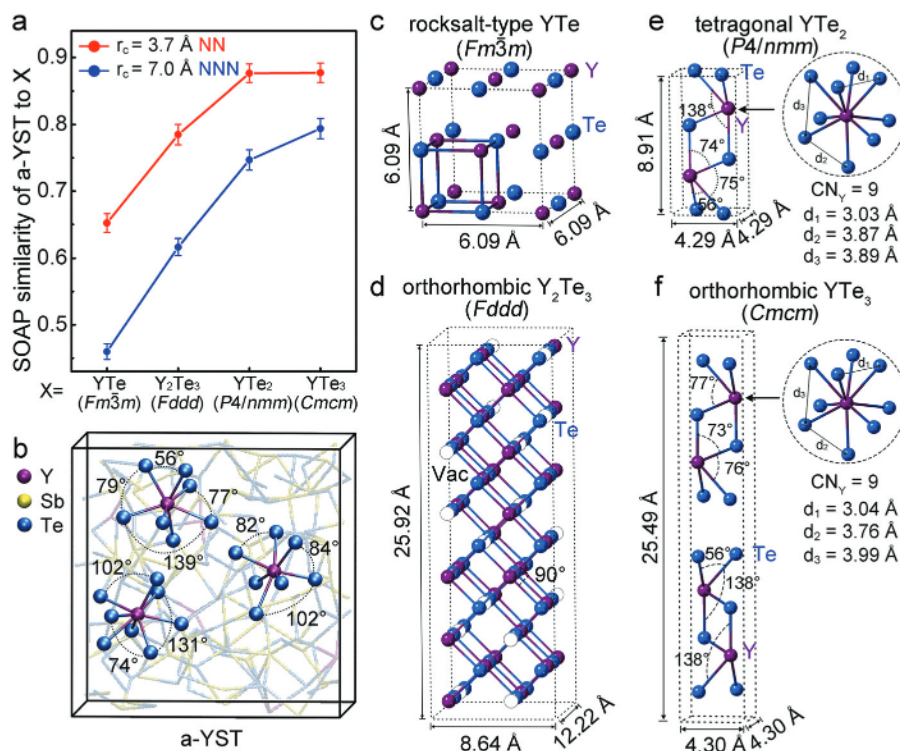 a
SOAP similarity of a-YST to X
r_c = 3.7 Å NN
r_c = 7.0 Å NNN
0.9
0.8
0.7
0.6
0.5
0.4
X=
YTe
(Fm3̄m)
Y₂Te₃
(Fddd)
YTe₂
(P4/nmm)
YTe₃
(Cmcm)
b
Y
Sb
Te
56°
79°
77°
139°
82°
84°
102°
102°
131°
74°
a-YST
c
rocksalt-type YTe
(Fm3̄m)
Y
Te
6.09 Å
6.09 Å
6.09 Å
d
orthorhombic Y₂Te₃
(Fddd)
Y
Te
Vac
90°
25.92 Å
8.64 Å
12.22 Å
e
tetragonal YTe₂
(P4/nmm)
Te
138°
Y
74°
75°
56°
8.91 Å
4.29 Å
4.29 Å
d₁
d₃
d₂
CN_Y = 9
d₁ = 3.03 Å
d₂ = 3.87 Å
d₃ = 3.89 Å
f
orthorhombic YTe₃
(Cmcm)
77°
73°
76°
56°
Te
138°
138°
Y
25.49 Å
4.30 Å
4.30 Å
d₁
d₃
d₂
CN_Y = 9
d₁ = 3.04 Å
d₂ = 3.76 Å
d₃ = 3.99 Å